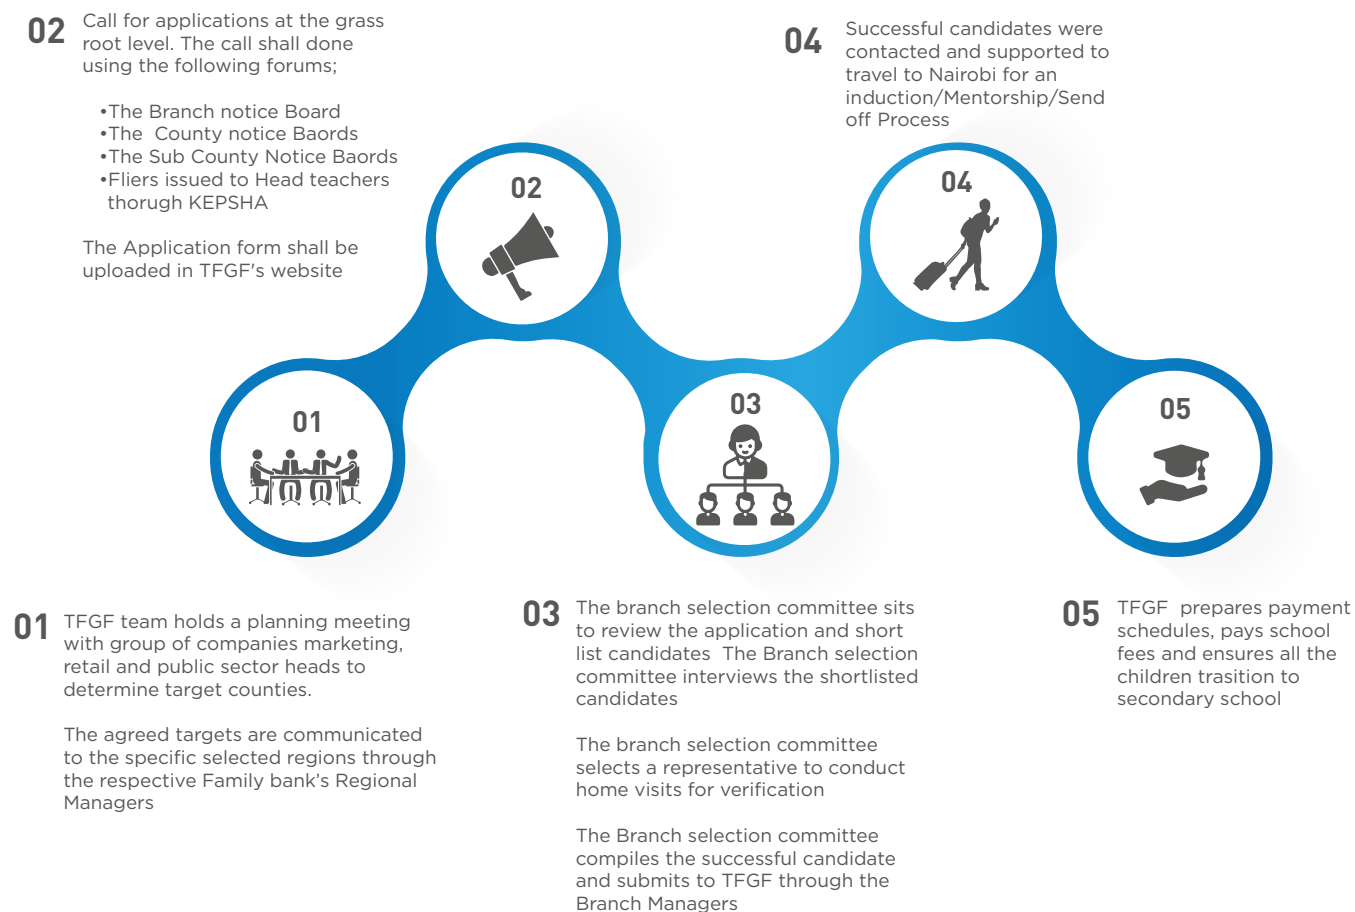 02
Call for applications at the grass
root level. The call shall done
using the following forums;
•The Branch notice Board
•The  County notice Baords
•The Sub County Notice Baords
•Fliers issued to Head teachers
thorugh KEPSHA
The Application form shall be
uploaded in TFGF's website
04
Successful candidates were
contacted and supported to
travel to Nairobi for an
induction/Mentorship/Send
off Process
02
04
01
03
05
01
TFGF team holds a planning meeting
with group of companies marketing,
retail and public sector heads to
determine target counties.
The agreed targets are communicated
to the specific selected regions through
the respective Family bank’s Regional
Managers
03
The branch selection committee sits
to review the application and short
list candidates  The Branch selection
committee interviews the shortlisted
candidates
The branch selection committee
selects a representative to conduct
home visits for verification
The Branch selection committee
compiles the successful candidate
and submits to TFGF through the
Branch Managers
05
TFGF  prepares payment
schedules, pays school
fees and ensures all the
children trasition to
secondary school